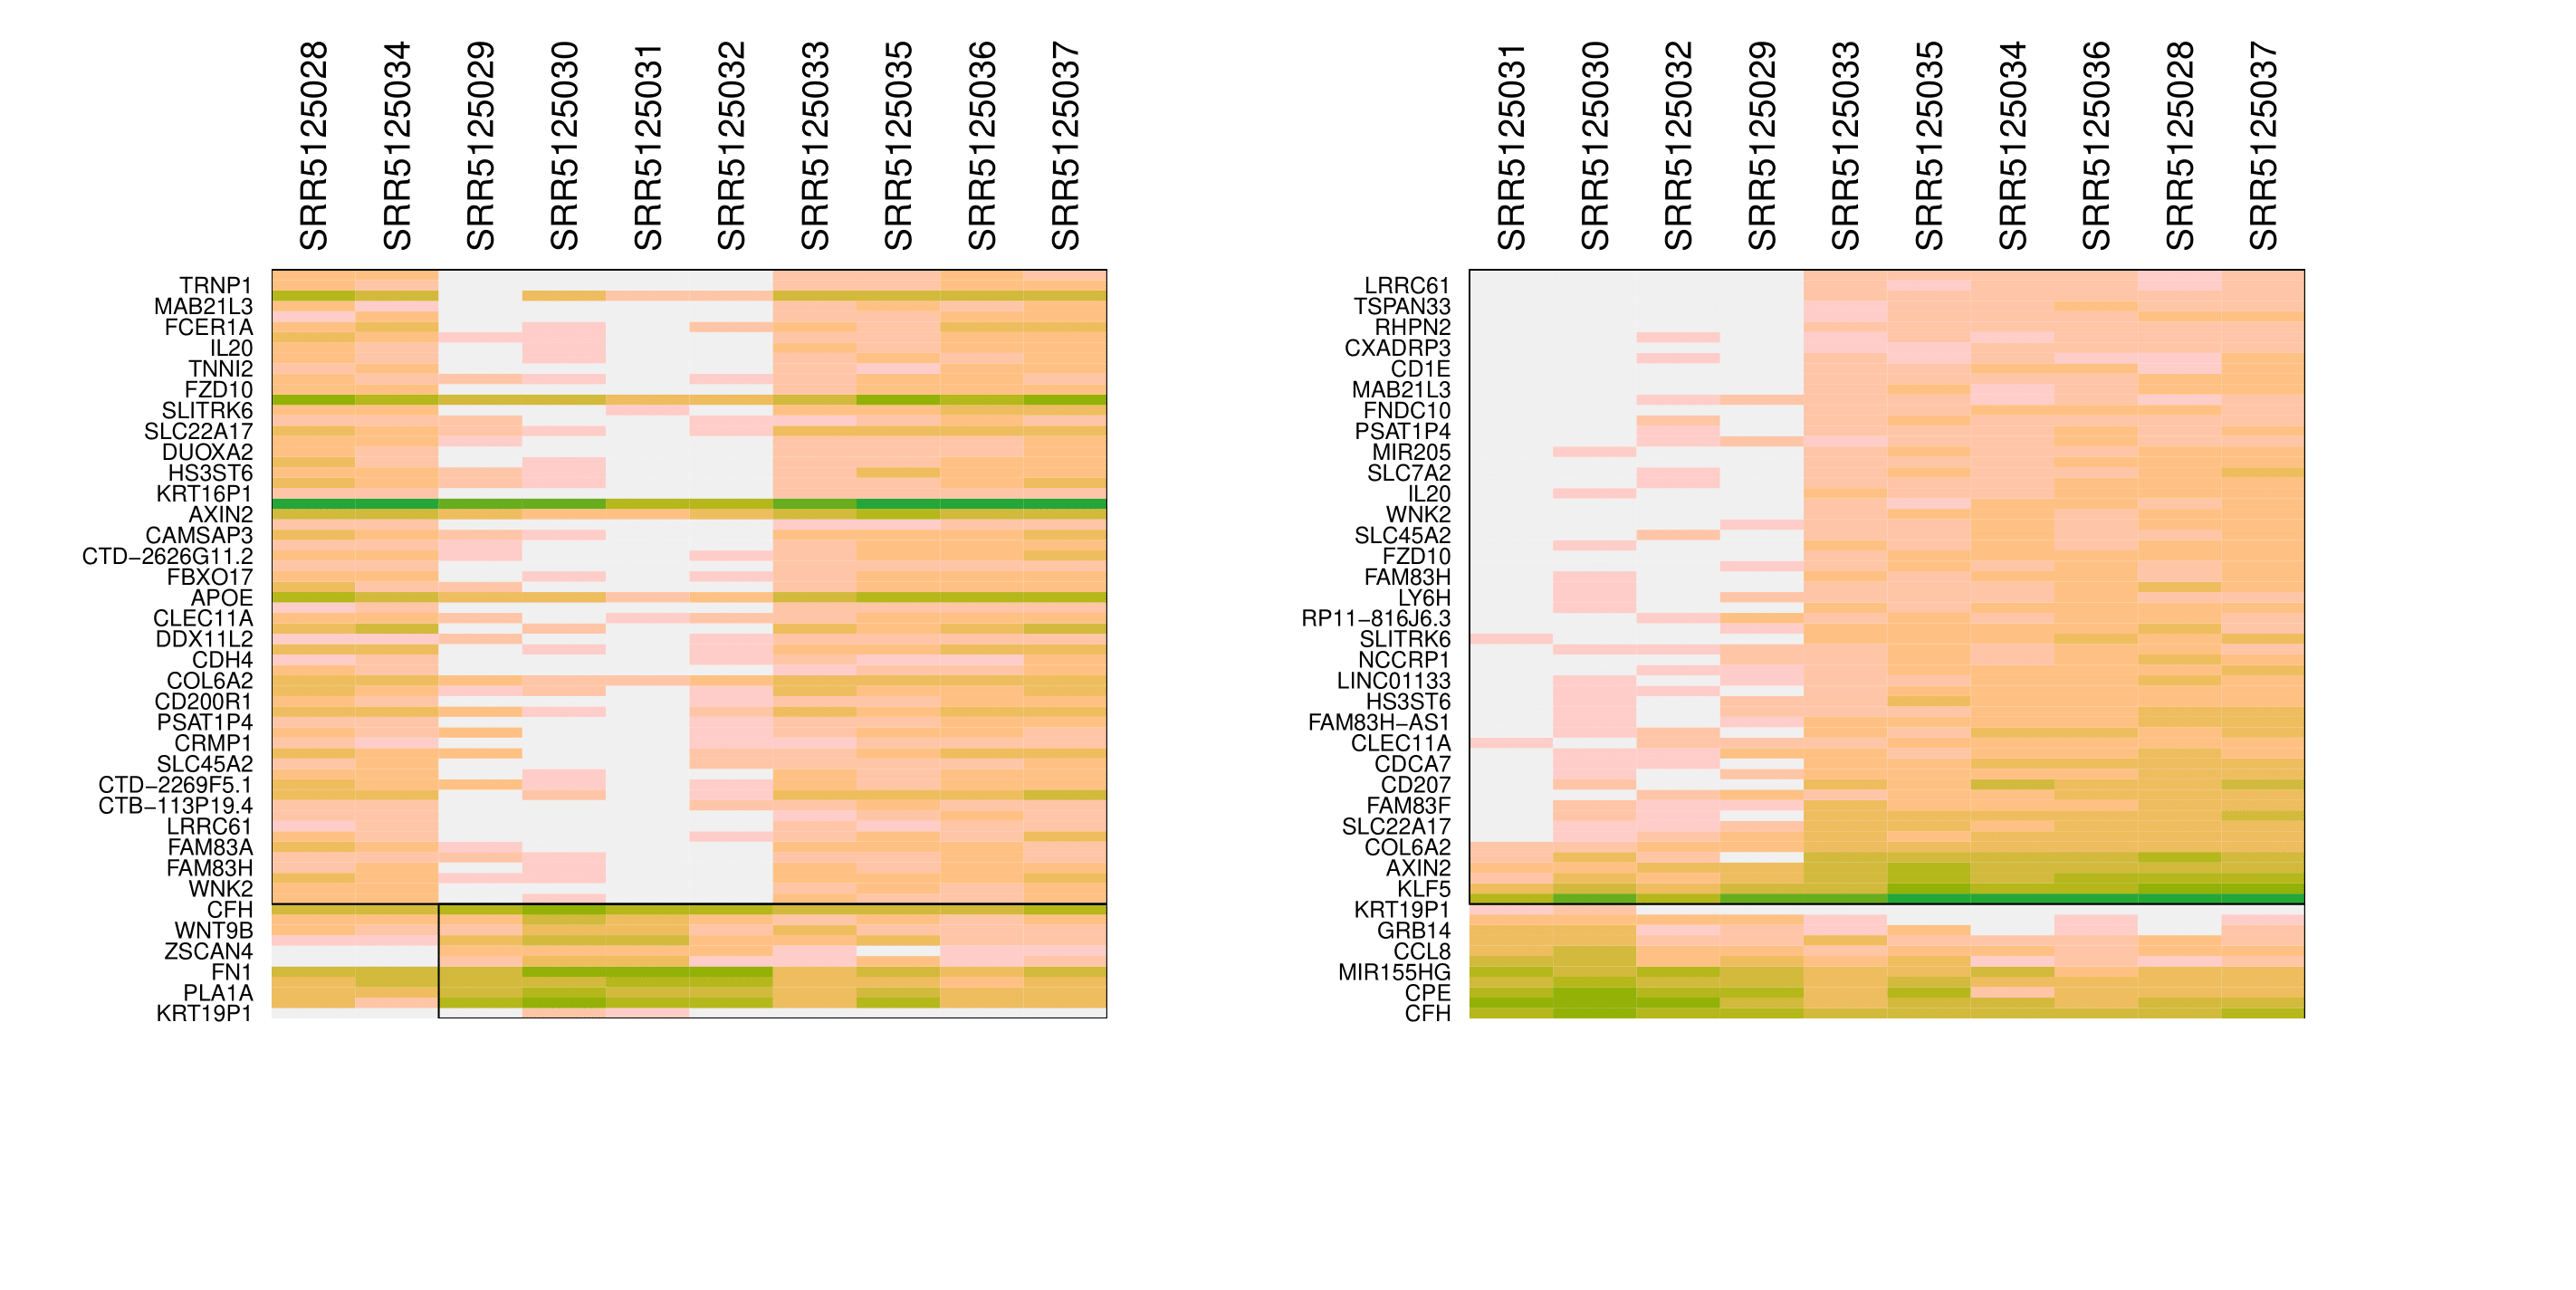 SRR5125028
SRR5125034
SRR5125029
SRR5125030
SRR5125031
SRR5125032
SRR5125033
SRR5125035
SRR5125036
SRR5125037
TRNP1
MAB21L3
FCER1A
IL20
TNNI2
FZD10
SLITRK6
SLC22A17
DUOXA2
HS3ST6
KRT16P1
AXIN2
CAMSAP3
CTD−2626G11.2
FBXO17
APOE
CLEC11A
DDX11L2
CDH4
COL6A2
CD200R1
PSAT1P4
CRMP1
SLC45A2
CTD−2269F5.1
CTB−113P19.4
LRRC61
FAM83A
FAM83H
WNK2
CFH
WNT9B
ZSCAN4
FN1
PLA1A
KRT19P1
SRR5125031
SRR5125030
SRR5125032
SRR5125029
SRR5125033
SRR5125035
SRR5125034
SRR5125036
SRR5125028
SRR5125037
LRRC61
TSPAN33
RHPN2
CXADRP3
CD1E
MAB21L3
FNDC10
PSAT1P4
MIR205
SLC7A2
IL20
WNK2
SLC45A2
FZD10
FAM83H
LY6H
RP11−816J6.3
SLITRK6
NCCRP1
LINC01133
HS3ST6
FAM83H−AS1
CLEC11A
CDCA7
CD207
FAM83F
SLC22A17
COL6A2
AXIN2
KLF5
KRT19P1
GRB14
CCL8
MIR155HG
CPE
CFH